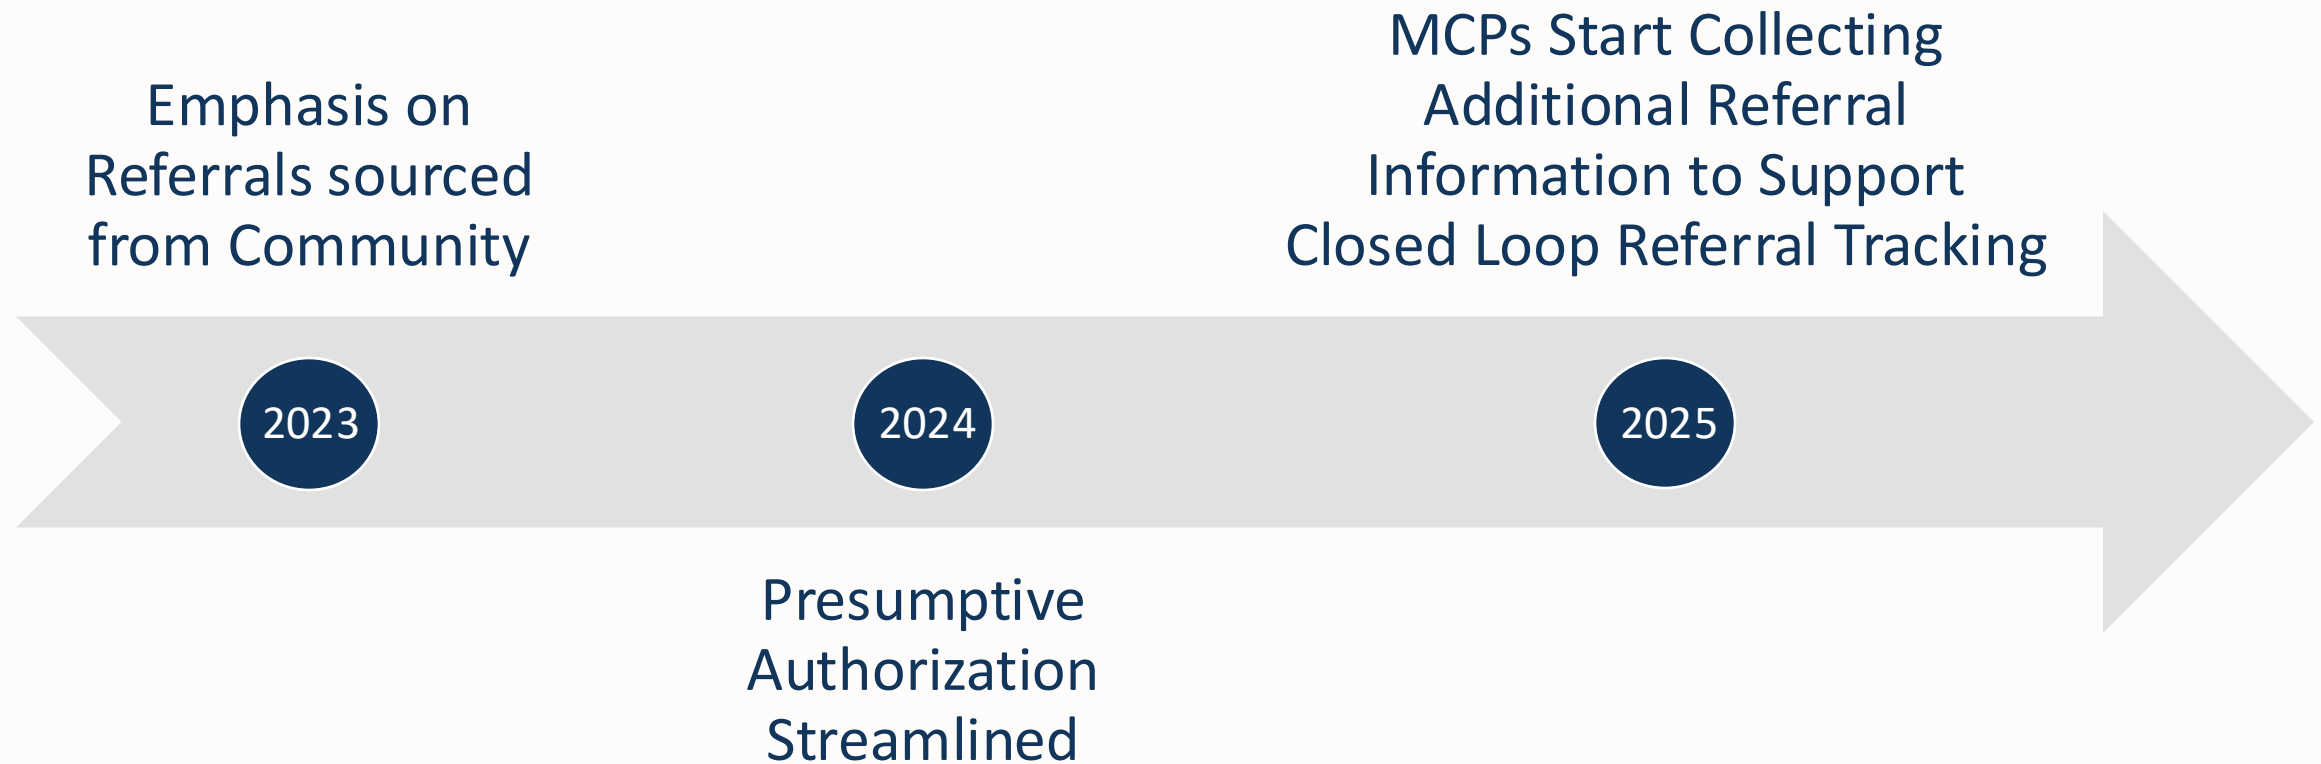 Emphasis on
Referrals sourced
from Community
MCPs Start Collecting
Additional Referral
Information to Support
Closed Loop Referral Tracking
2023
2024
2025
Presumptive
Authorization
Streamlined